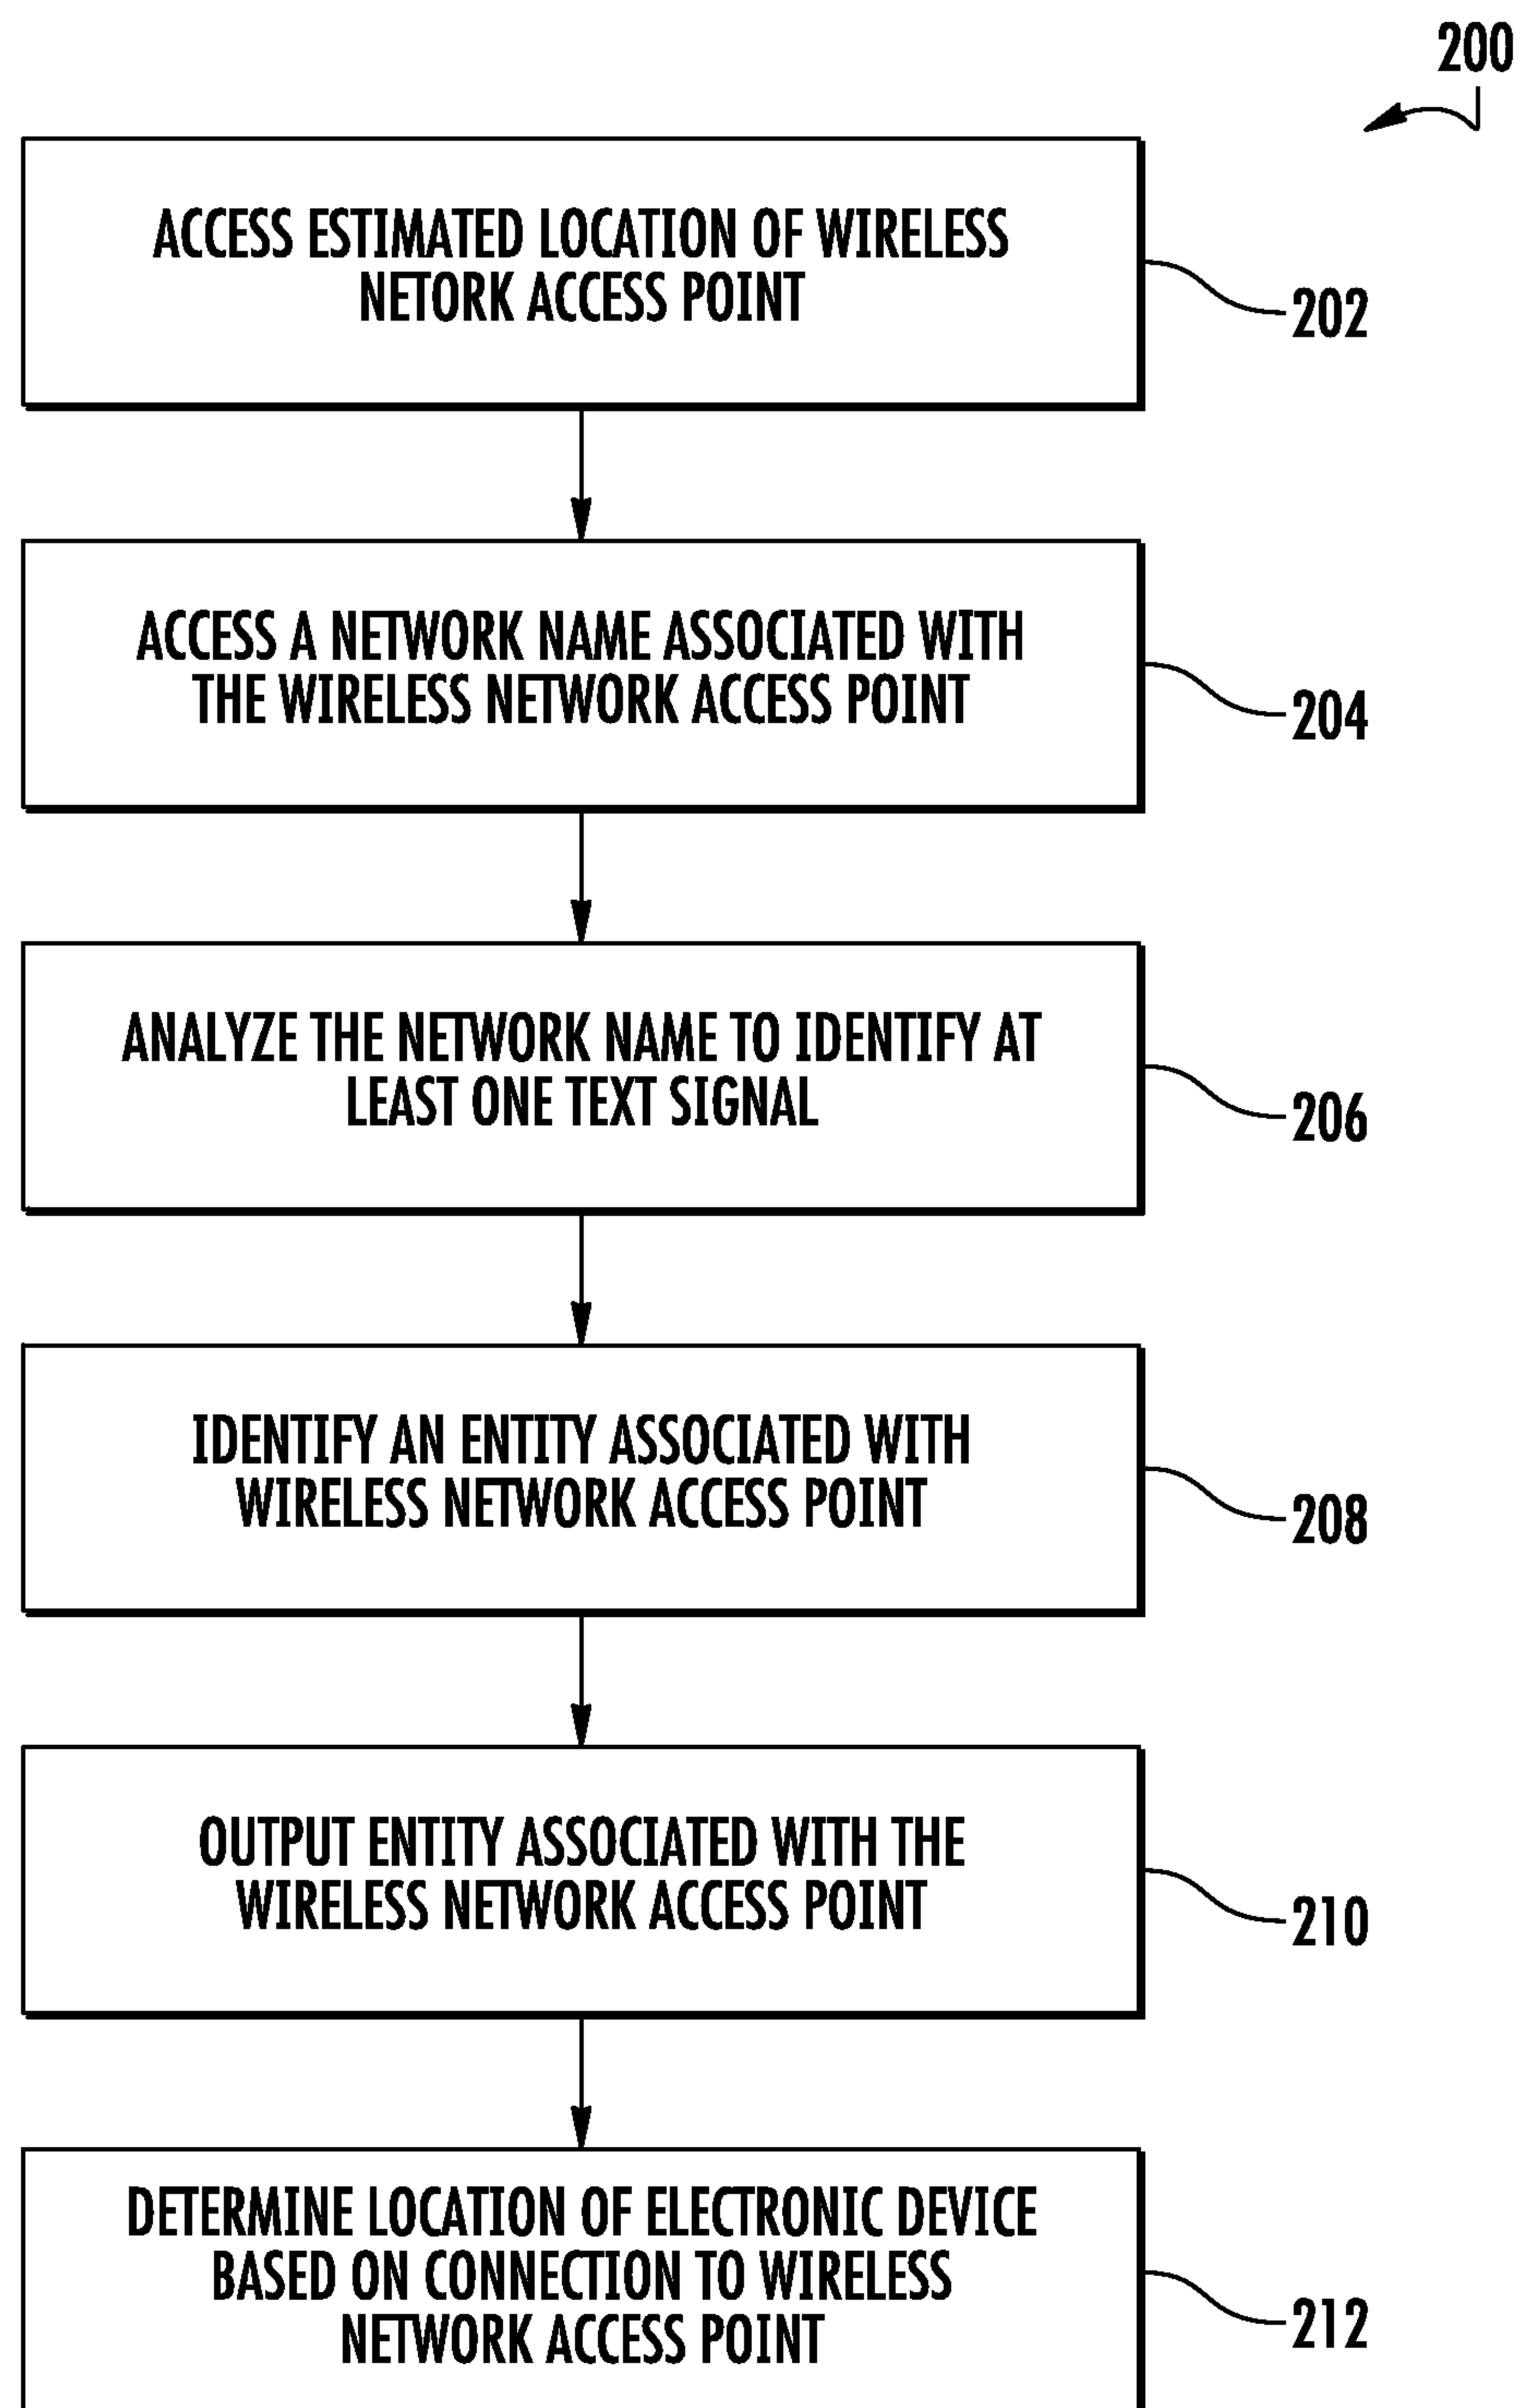 200
ACCESS ESTIMATED LOCATION OF WIRELESS
NETORK ACCESS POINT
202
ACCESS A NETWORK NAME ASSOCIATED WITH
THE WIRELESS NETWORK ACCESS POINT
204
ANALYZE THE NETWORK NAME TO IDENTIFY AT
LEAST ONE TEXT SIGNAL
206
IDENTIFY AN ENTITY ASSOCIATED WITH
WIRELESS NETWORK ACCESS POINT
208
OUTPUT ENTITY ASSOCIATED WITH THE
WIRELESS NETWORK ACCESS POINT
210
DETERMINE LOCATION OF ELECTRONIC DEVICE
BASED ON CONNECTION TO WIRELESS
NETWORK ACCESS POINT
212